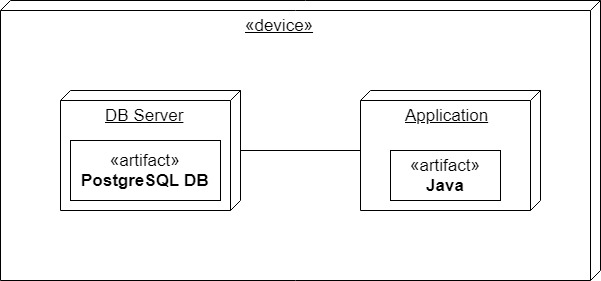 «device»
DB Server
«artifact»
PostgreSQL DB
Application
«artifact»
Java